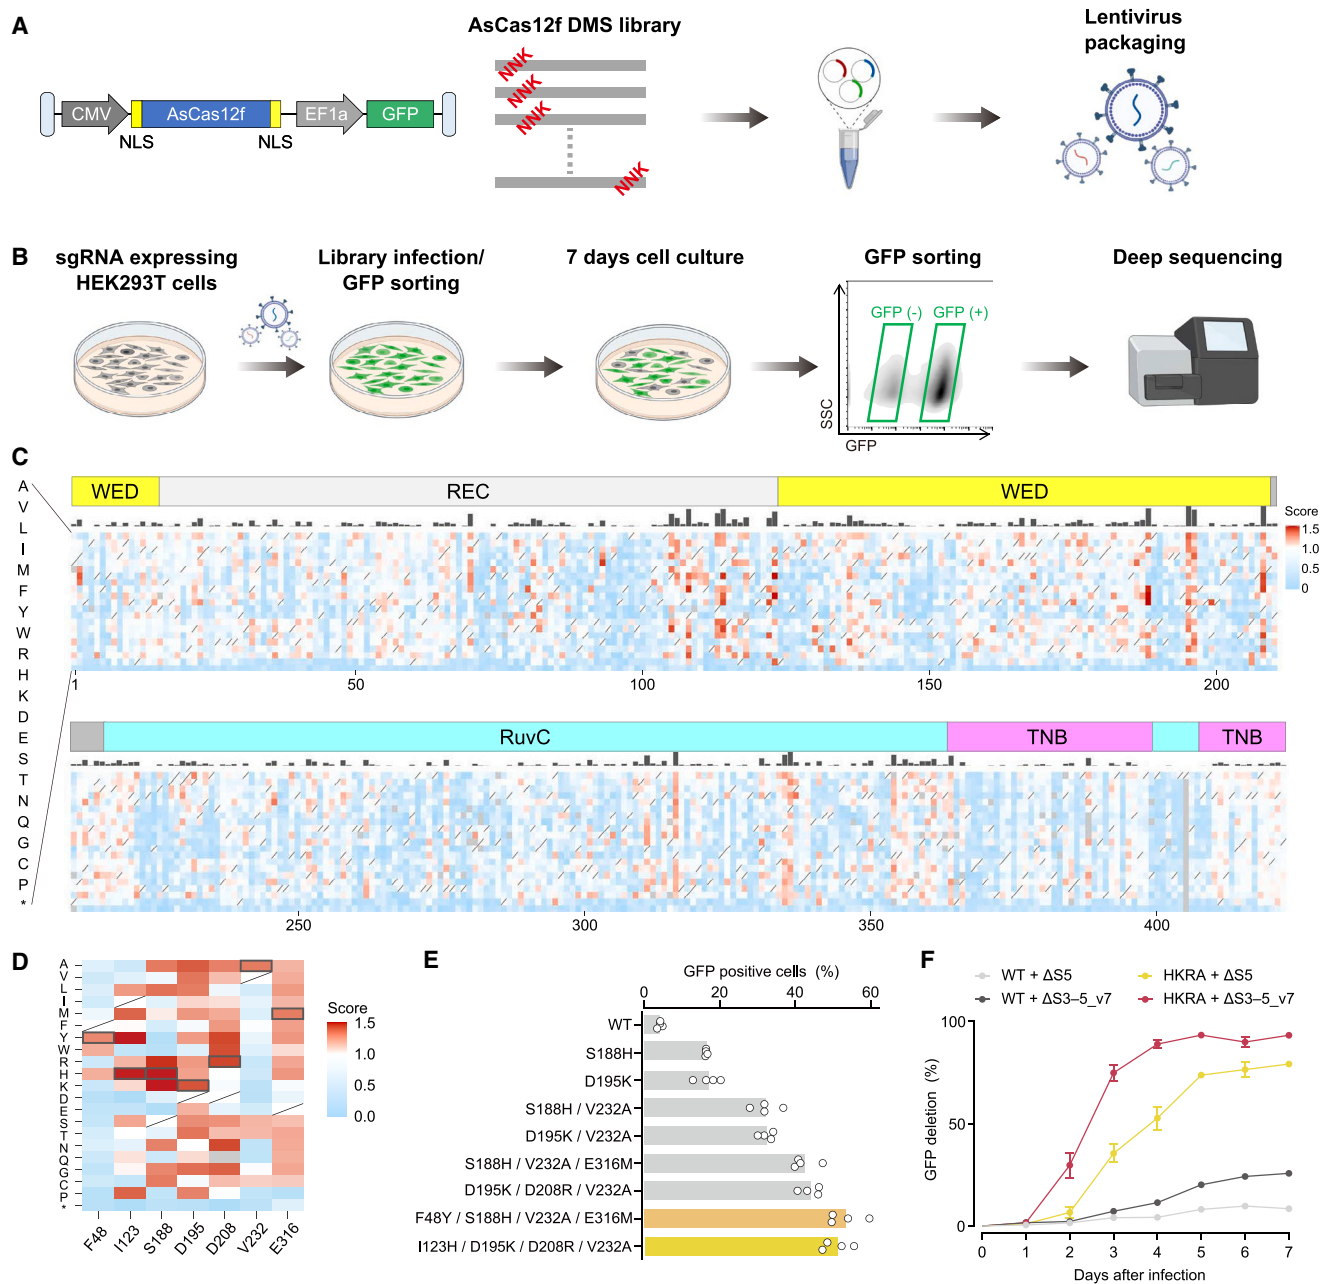 A
AsCas12f DMS library
Lentivirus
packaging
CMV
AsCas12f
EF1a
GFP
NLS
NLS
NNK
NNK
NNK
NNK
B
sgRNA expressing
HEK293T cells
Library infection/
GFP sorting
7 days cell culture
GFP sorting
Deep sequencing
GFP (-)
GFP (+)
SSC
GFP
C
A
V
L
I
M
F
Y
W
R
H
K
D
E
S
T
N
Q
G
C
P
*
WED
REC
WED
Score
1.5
1.0
0.5
0
1
50
100
150
200
RuvC
TNB
TNB
250
300
350
400
D
A
V
L
I
M
F
Y
W
R
H
K
D
E
S
T
N
Q
G
C
P
*
F48
I123
S188
D195
D208
V232
E316
Score
1.5
1.0
0.5
0.0
E
GFP positive cells (%)
0
20
40
60
WT
S188H
D195K
S188H / V232A
D195K / V232A
S188H / V232A / E316M
D195K / D208R / V232A
F48Y / S188H / V232A / E316M
I123H / D195K / D208R / V232A
F
WT + ΔS5
HKRA + ΔS5
WT + ΔS3–5_v7
HKRA + ΔS3–5_v7
GFP deletion (%)
100
50
0
0
1
2
3
4
5
6
7
Days after infection